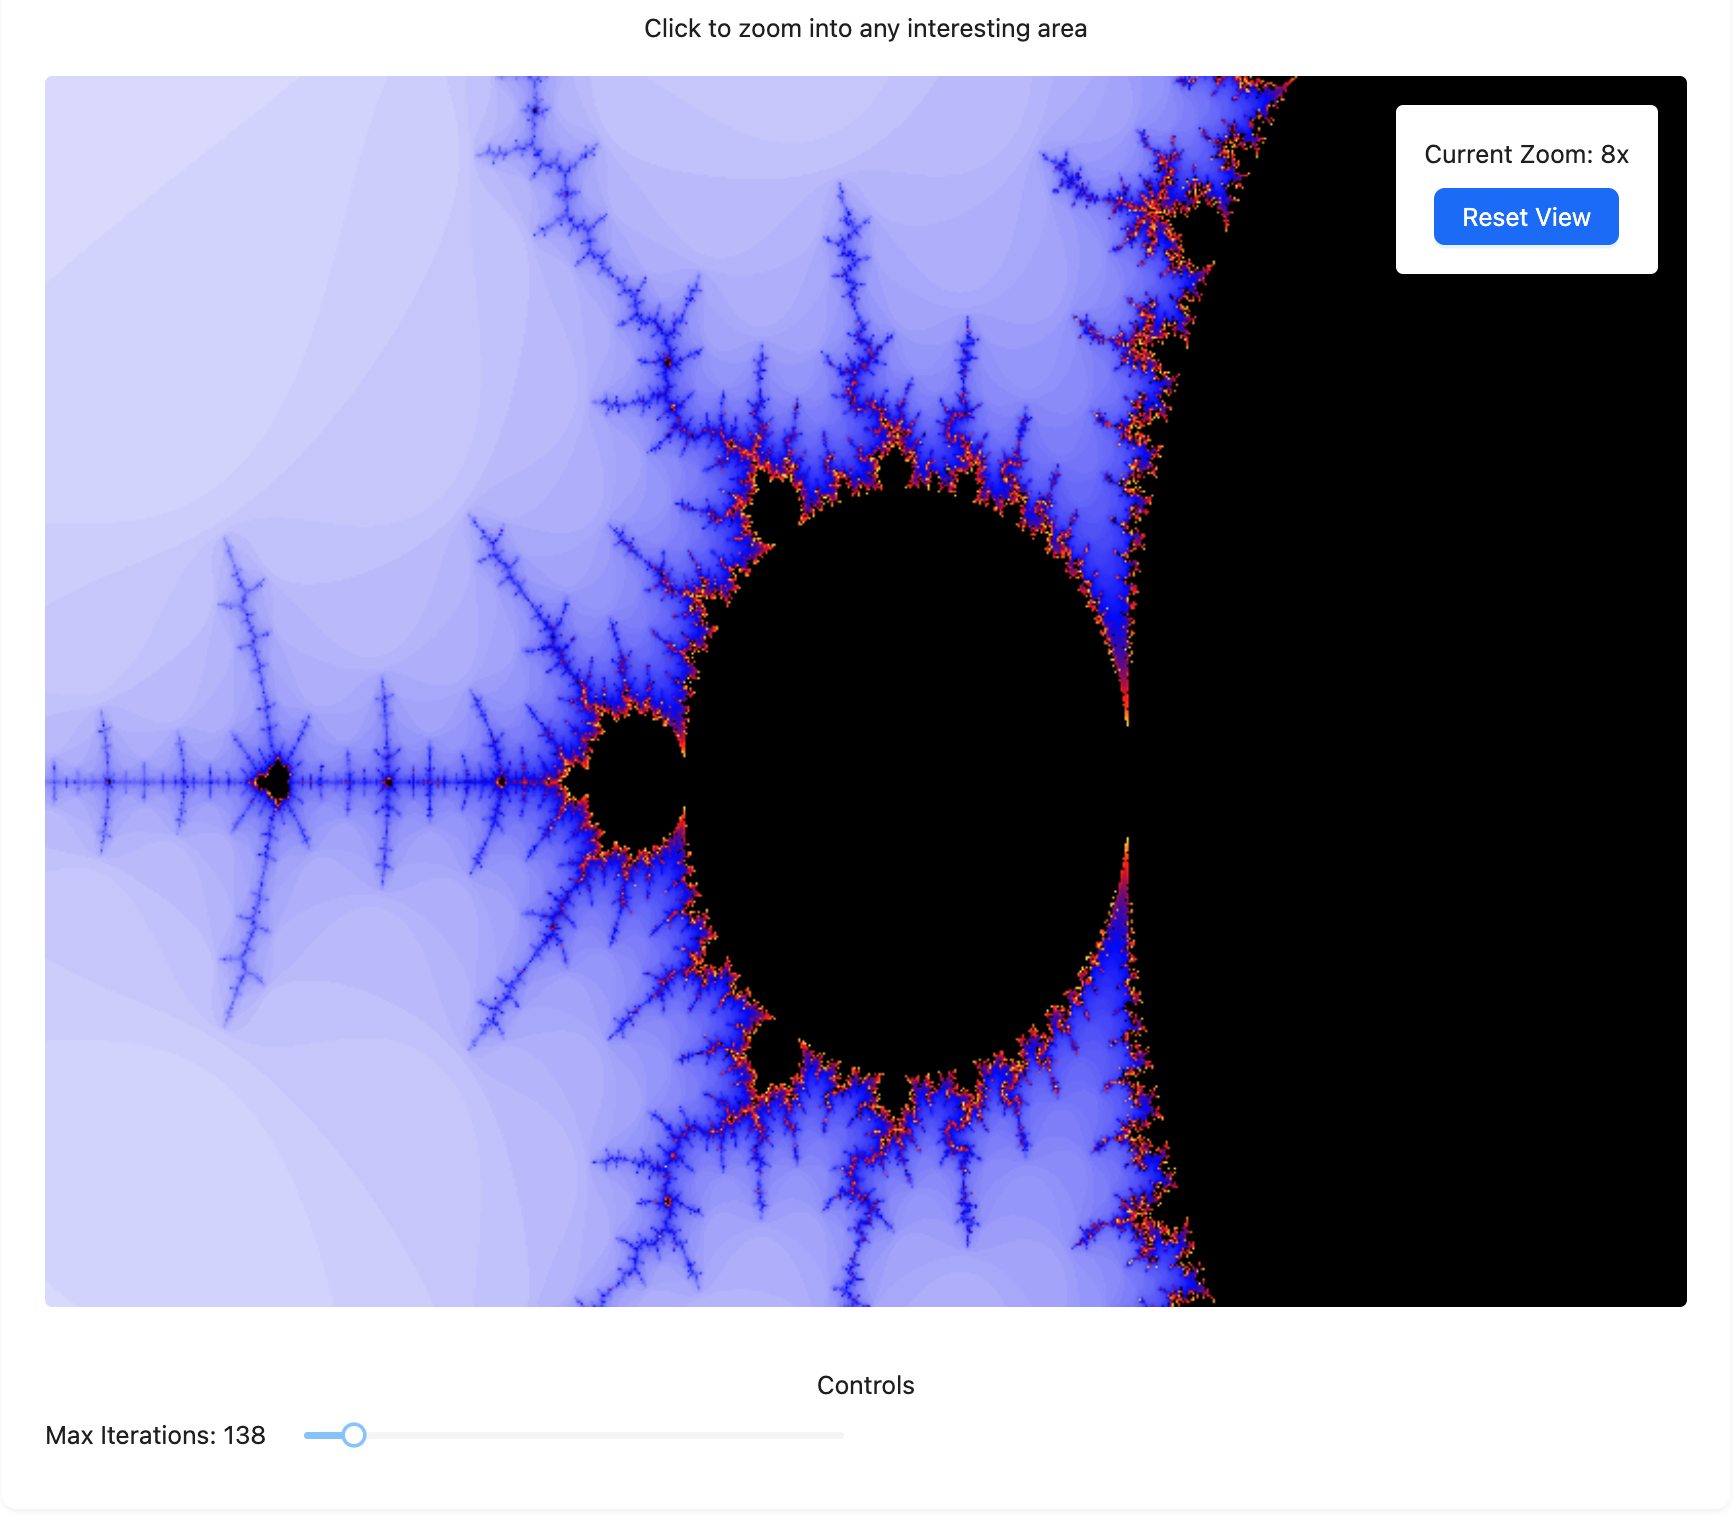 Click to zoom into any interesting area
Current Zoom: 8x
Reset View
Controls
Max Iterations: 138